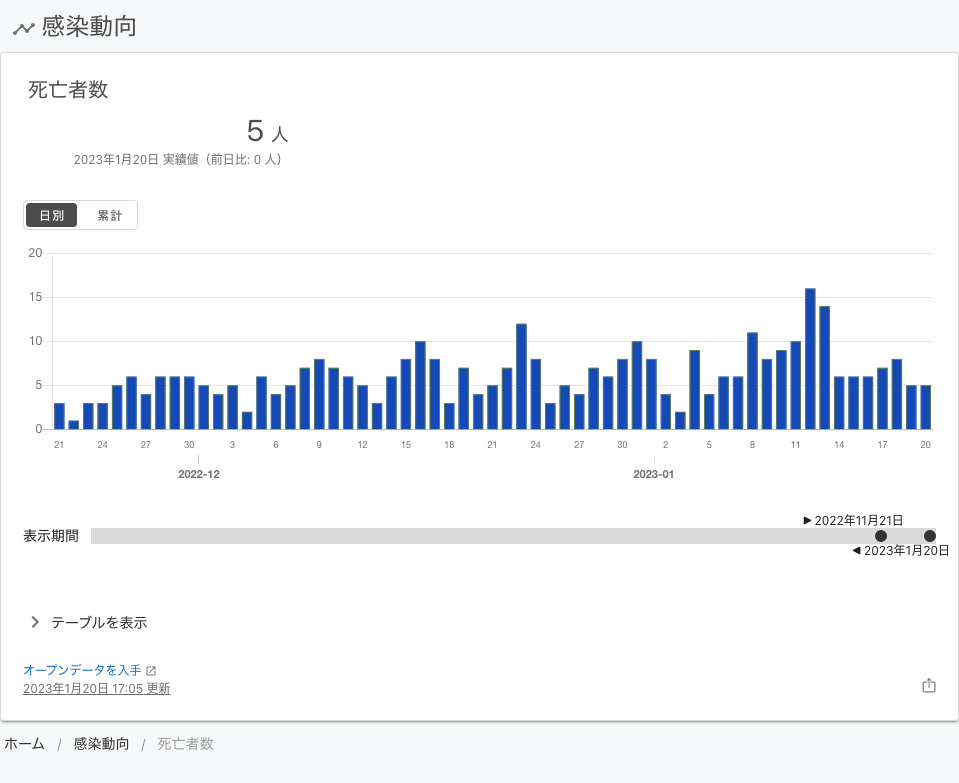 感染動向
死亡者数
5 人
2023年1月20日 実績値（前日比: 0 人）
日別 累計
20
15
10
5
0
21 24 27 30 3 6 9 12 15 18 21 24 27 30 2 5 8 11 14 17 20
2022-12 2023-01
▶ 2022年11月21日
表示期間
◀ 2023年1月20日
テーブルを表示
オープンデータを入手
2023年1月20日 17:05 更新
ホーム / 感染動向 / 死亡者数